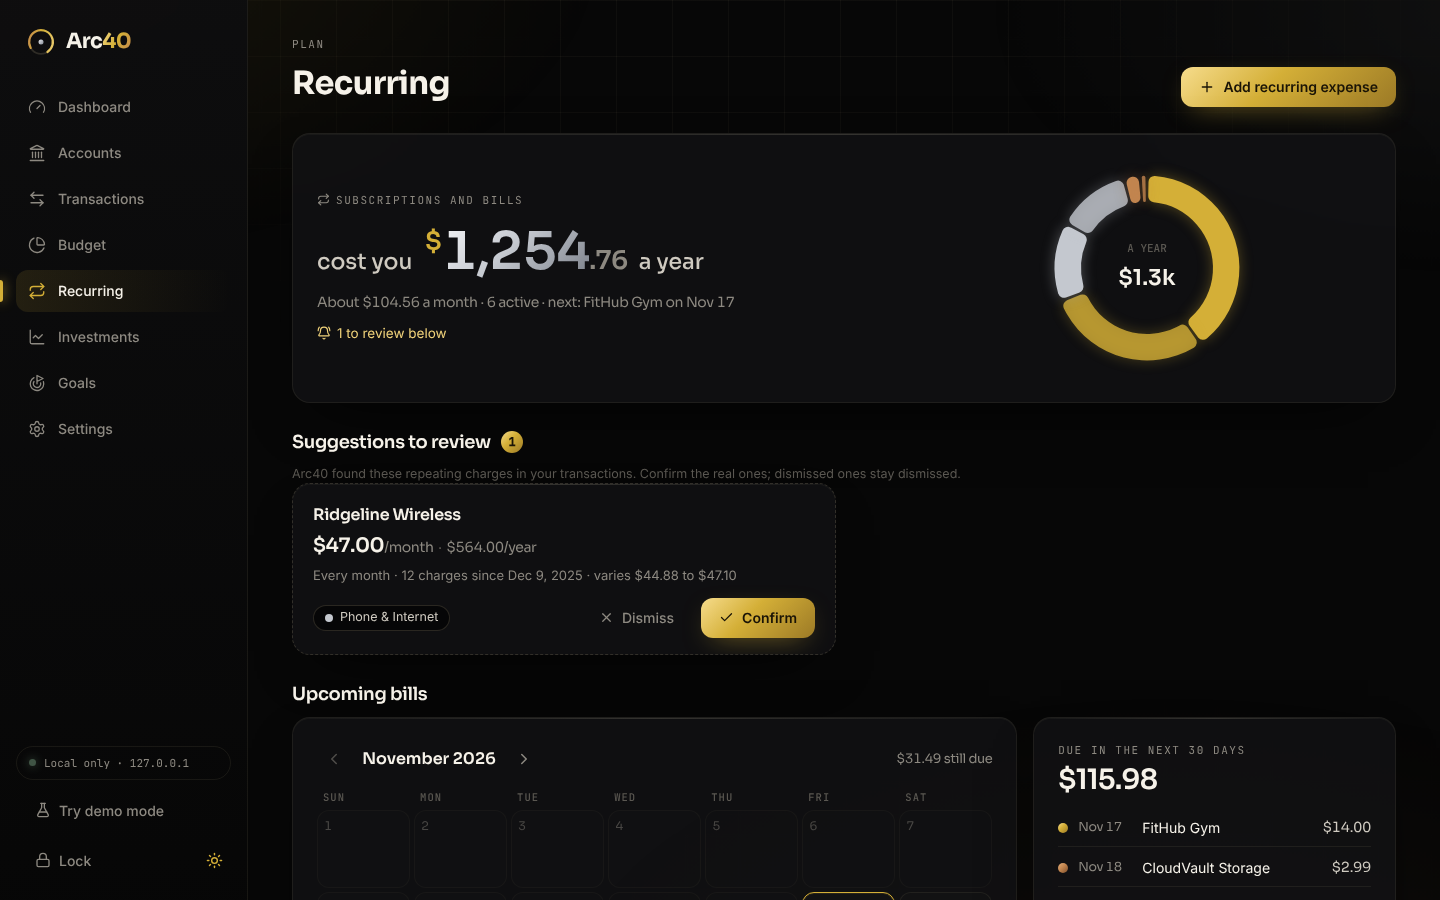 Arc40
Dashboard
Accounts
Transactions
Budget
Recurring
Investments
Goals
Settings
Local only · 127.0.0.1
Try demo mode
Lock
PLAN
Recurring
Add recurring expense
SUBSCRIPTIONS AND BILLS
cost you $1,254.76 a year
About $104.56 a month · 6 active · next: FitHub Gym on Nov 17
1 to review below
A YEAR
$1.3k
Suggestions to review 1
Arc40 found these repeating charges in your transactions. Confirm the real ones; dismissed ones stay dismissed.
Ridgeline Wireless
$47.00/month · $564.00/year
Every month · 12 charges since Dec 9, 2025 · varies $44.88 to $47.10
Phone & Internet
Dismiss
Confirm
Upcoming bills
November 2026
$31.49 still due
SUN MON TUE WED THU FRI SAT
1 2 3 4 5 6 7
DUE IN THE NEXT 30 DAYS
$115.98
Nov 17 FitHub Gym $14.00
Nov 18 CloudVault Storage $2.99